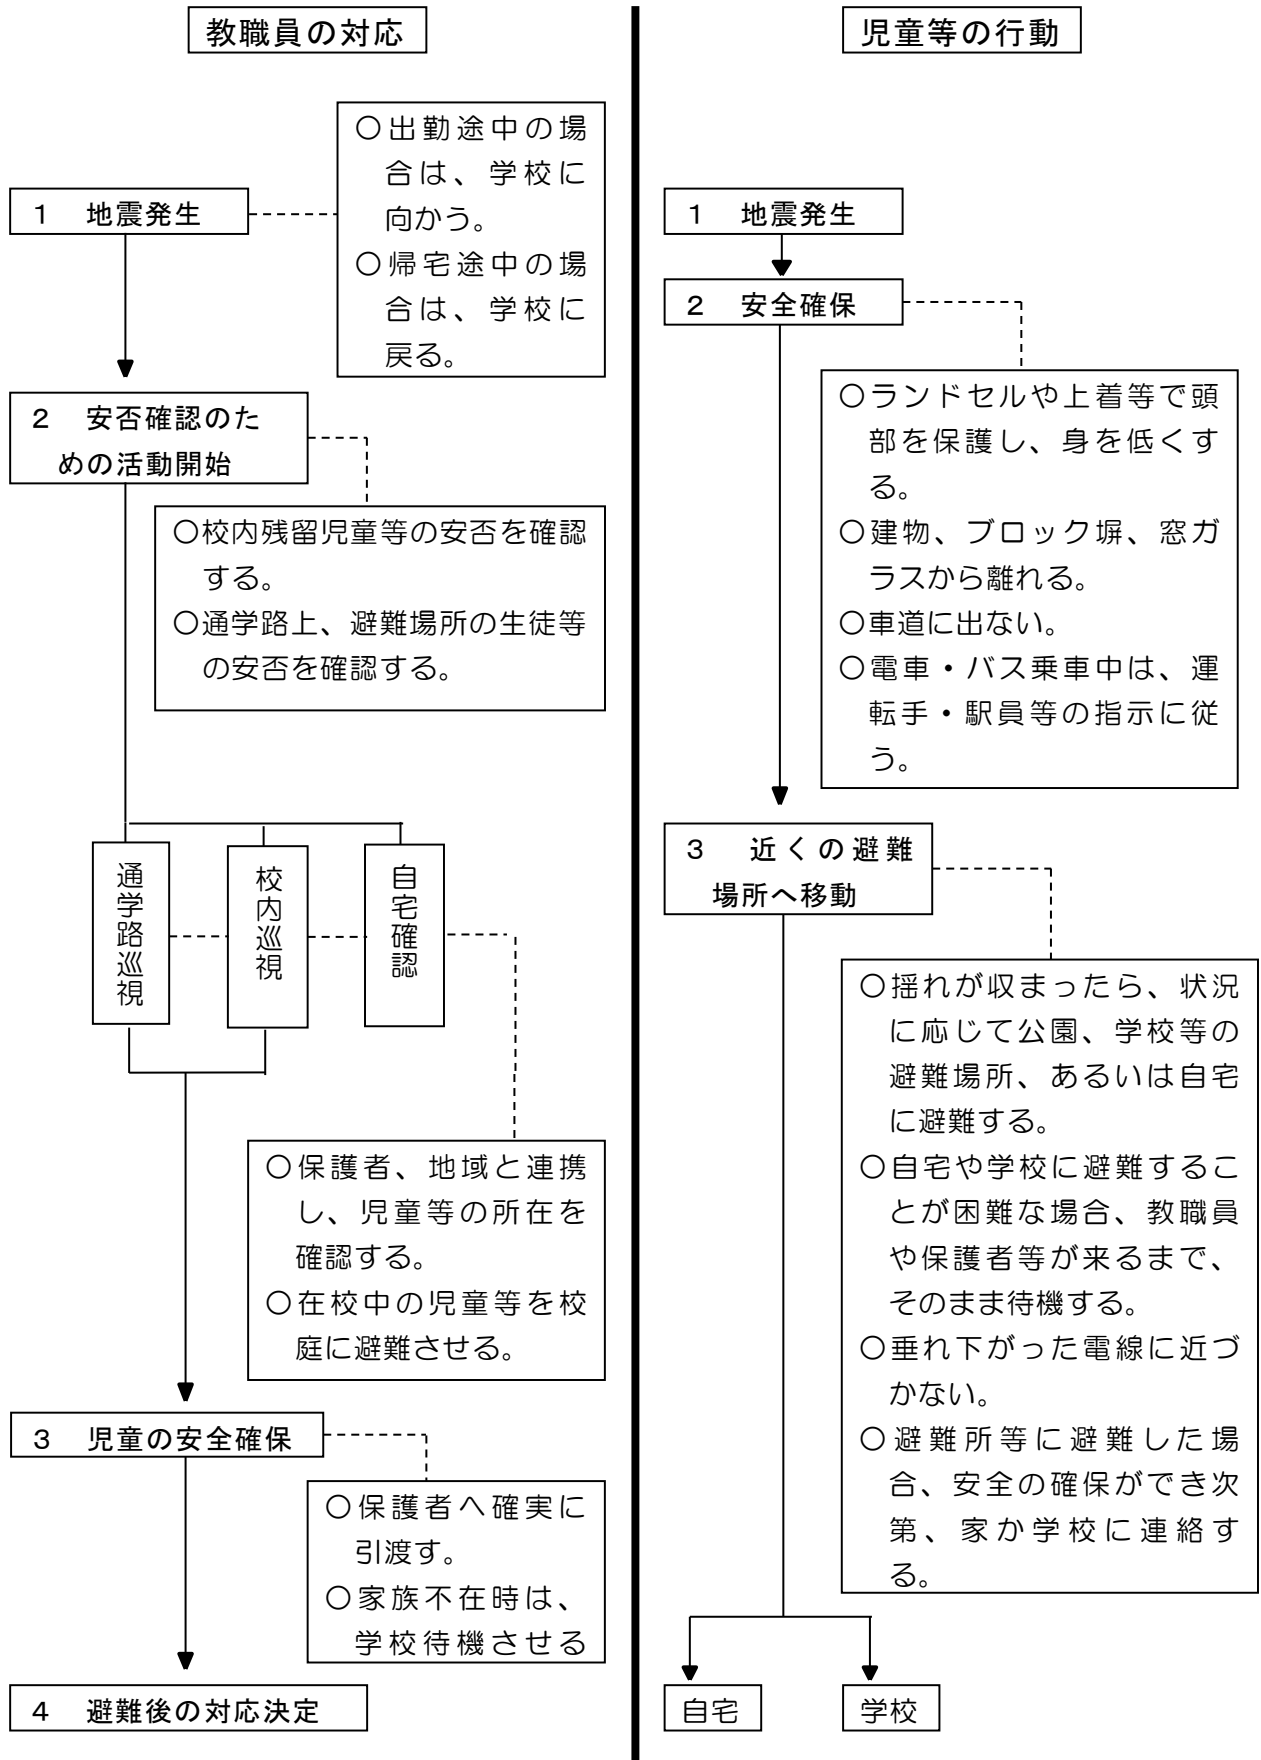 教職員の対応
○出勤途中の場
合は、学校に
向かう。
○帰宅途中の場
合は、学校に
戻る。
1 地震発生
2 安否確認のた
めの活動開始
○校内残留児童等の安否を確認
する。
○通学路上、避難場所の生徒等
の安否を確認する。
通学路巡視
校内巡視
自宅確認
○保護者、地域と連携
し、児童等の所在を
確認する。
○在校中の児童等を校
庭に避難させる。
3 児童の安全確保
○保護者へ確実に
引渡す。
○家族不在時は、
学校待機させる
4 避難後の対応決定
児童等の行動
1 地震発生
2 安全確保
○ランドセルや上着等で頭
部を保護し、身を低くす
る。
○建物、ブロック塀、窓ガ
ラスから離れる。
○車道に出ない。
○電車・バス乗車中は、運
転手・駅員等の指示に従
う。
3 近くの避難
場所へ移動
○揺れが収まったら、状況
に応じて公園、学校等の
避難場所、あるいは自宅
に避難する。
○自宅や学校に避難するこ
とが困難な場合、教職員
や保護者等が来るまで、
そのまま待機する。
○垂れ下がった電線に近づ
かない。
○避難所等に避難した場
合、安全の確保ができ次
第、家か学校に連絡す
る。
自宅
学校